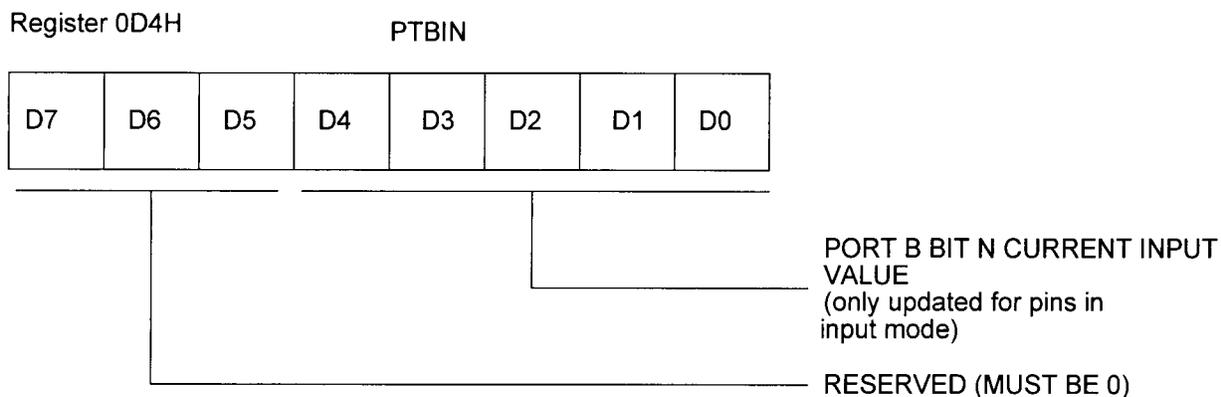 Register 0D4H
PTBIN
D7 D6 D5 D4 D3 D2 D1 D0
PORT B BIT N CURRENT INPUT
VALUE
(only updated for pins in
input mode)
RESERVED (MUST BE 0)